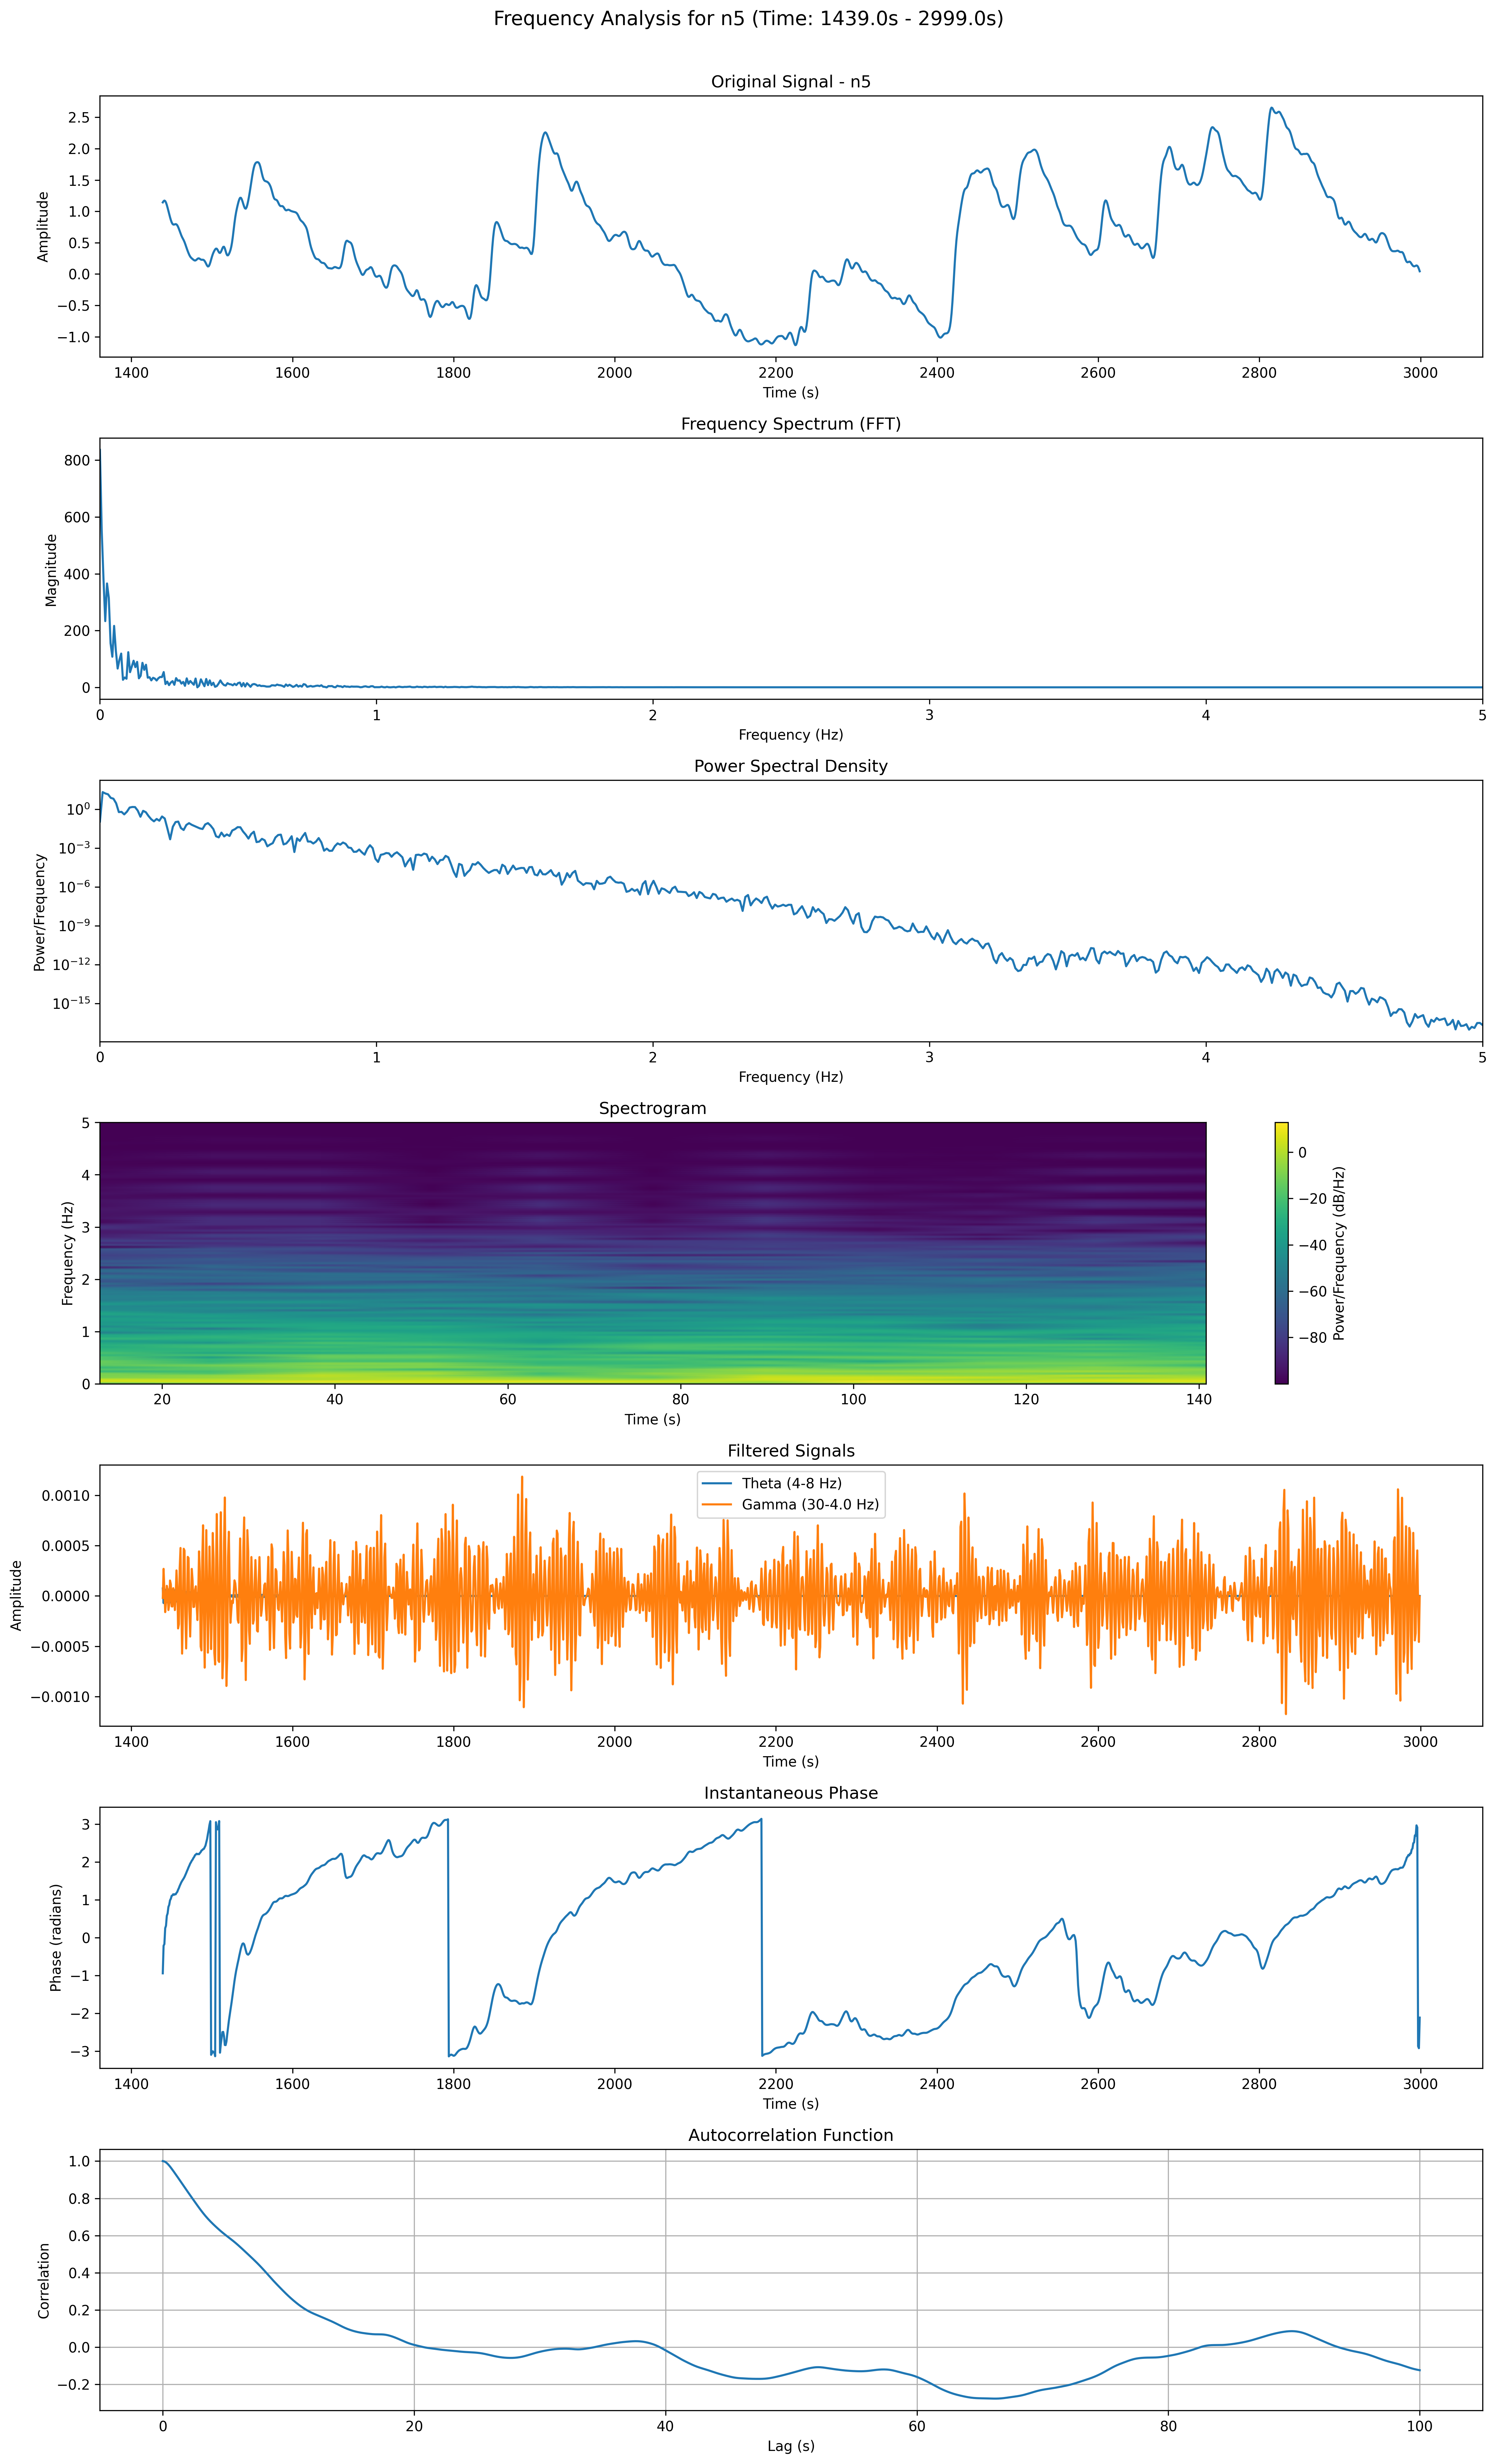 Frequency Analysis for n5 (Time: 1439.0s - 2999.0s)
Original Signal - n5
2.5
2.0
1.5
1.0
0.5
0.0
−0.5
−1.0
Amplitude
1400 1600 1800 2000 2200 2400 2600 2800 3000
Time (s)
Frequency Spectrum (FFT)
800
600
400
200
0
Magnitude
0 1 2 3 4 5
Frequency (Hz)
Power Spectral Density
10⁰
10⁻³
10⁻⁶
10⁻⁹
10⁻¹²
10⁻¹⁵
Power/Frequency
0 1 2 3 4 5
Frequency (Hz)
Spectrogram
5
4
3
2
1
0
Frequency (Hz)
20 40 60 80 100 120 140
Time (s)
0
−20
−40
−60
−80
Power/Frequency (dB/Hz)
Filtered Signals
Theta (4-8 Hz)
Gamma (30-4.0 Hz)
0.0010
0.0005
0.0000
−0.0005
−0.0010
Amplitude
1400 1600 1800 2000 2200 2400 2600 2800 3000
Time (s)
Instantaneous Phase
3
2
1
0
−1
−2
−3
Phase (radians)
1400 1600 1800 2000 2200 2400 2600 2800 3000
Time (s)
Autocorrelation Function
1.0
0.8
0.6
0.4
0.2
0.0
−0.2
Correlation
0 20 40 60 80 100
Lag (s)